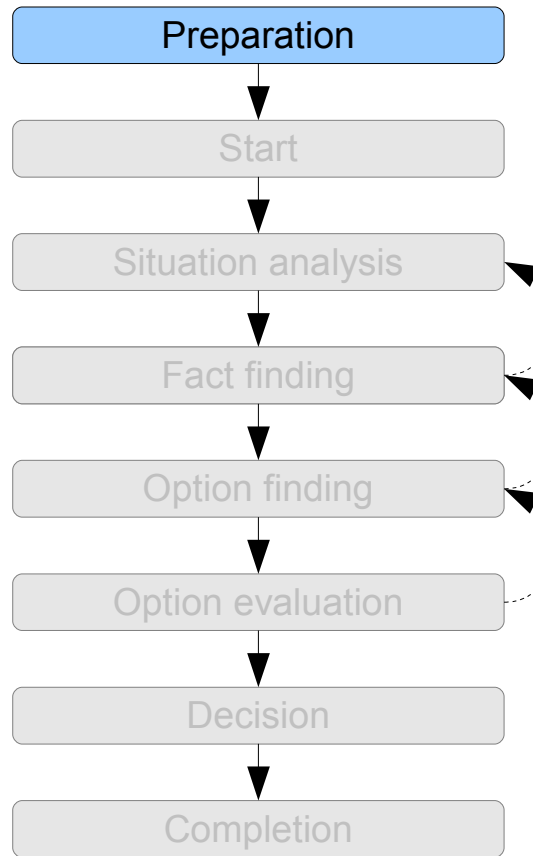 Preparation
Start
Situation analysis
Fact finding
Option finding
Option evaluation
Decision
Completion